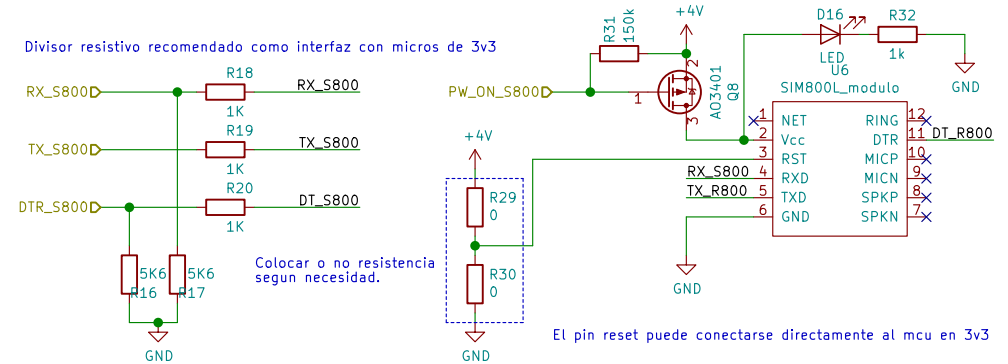 Divisor resistivo recomendado como interfaz con micros de 3v3
RX_S800
R18
1K
RX_S800
TX_S800
R19
1K
TX_S800
DTR_S800
R20
1K
DT_S800
5K6
R16
5K6
R17
GND
Colocar o no resistencia
segun necesidad.
+4V
R29
0
R30
0
GND
PW_ON_S800
R31
150k
+4V
1
2
3
AO3401
Q8
D16
LED
R32
1k
GND
U6
SIM800L_modulo
1 NET
2 Vcc
3 RST
RX_S800 4 RXD
TX_R800 5 TXD
6 GND
RING 12
DTR 11 DT_R800
MICP 10
MICN 9
SPKP 8
SPKN 7
GND
El pin reset puede conectarse directamente al mcu en 3v3